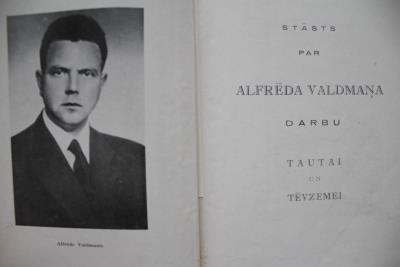 Alfrēds Valdmanis.
STĀSTS
PAR
ALFRĒDA VALDMAŅA
DARBU
TAUTAI
UN
TĒVZEMEI